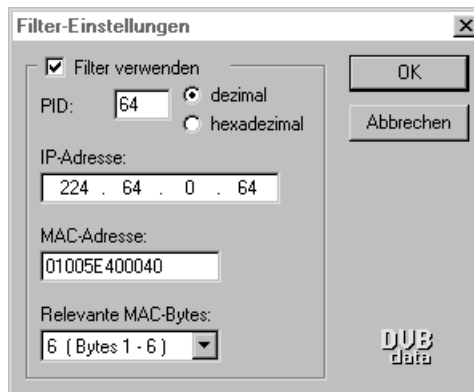 Filter-Einstellungen
Filter verwenden
PID: 64 dezimal
hexadezimal
IP-Adresse:
224 . 64 . 0 . 64
MAC-Adresse:
01005E400040
Relevante MAC-Bytes:
6 ( Bytes 1 - 6 )
OK
Abbrechen
DVB
data